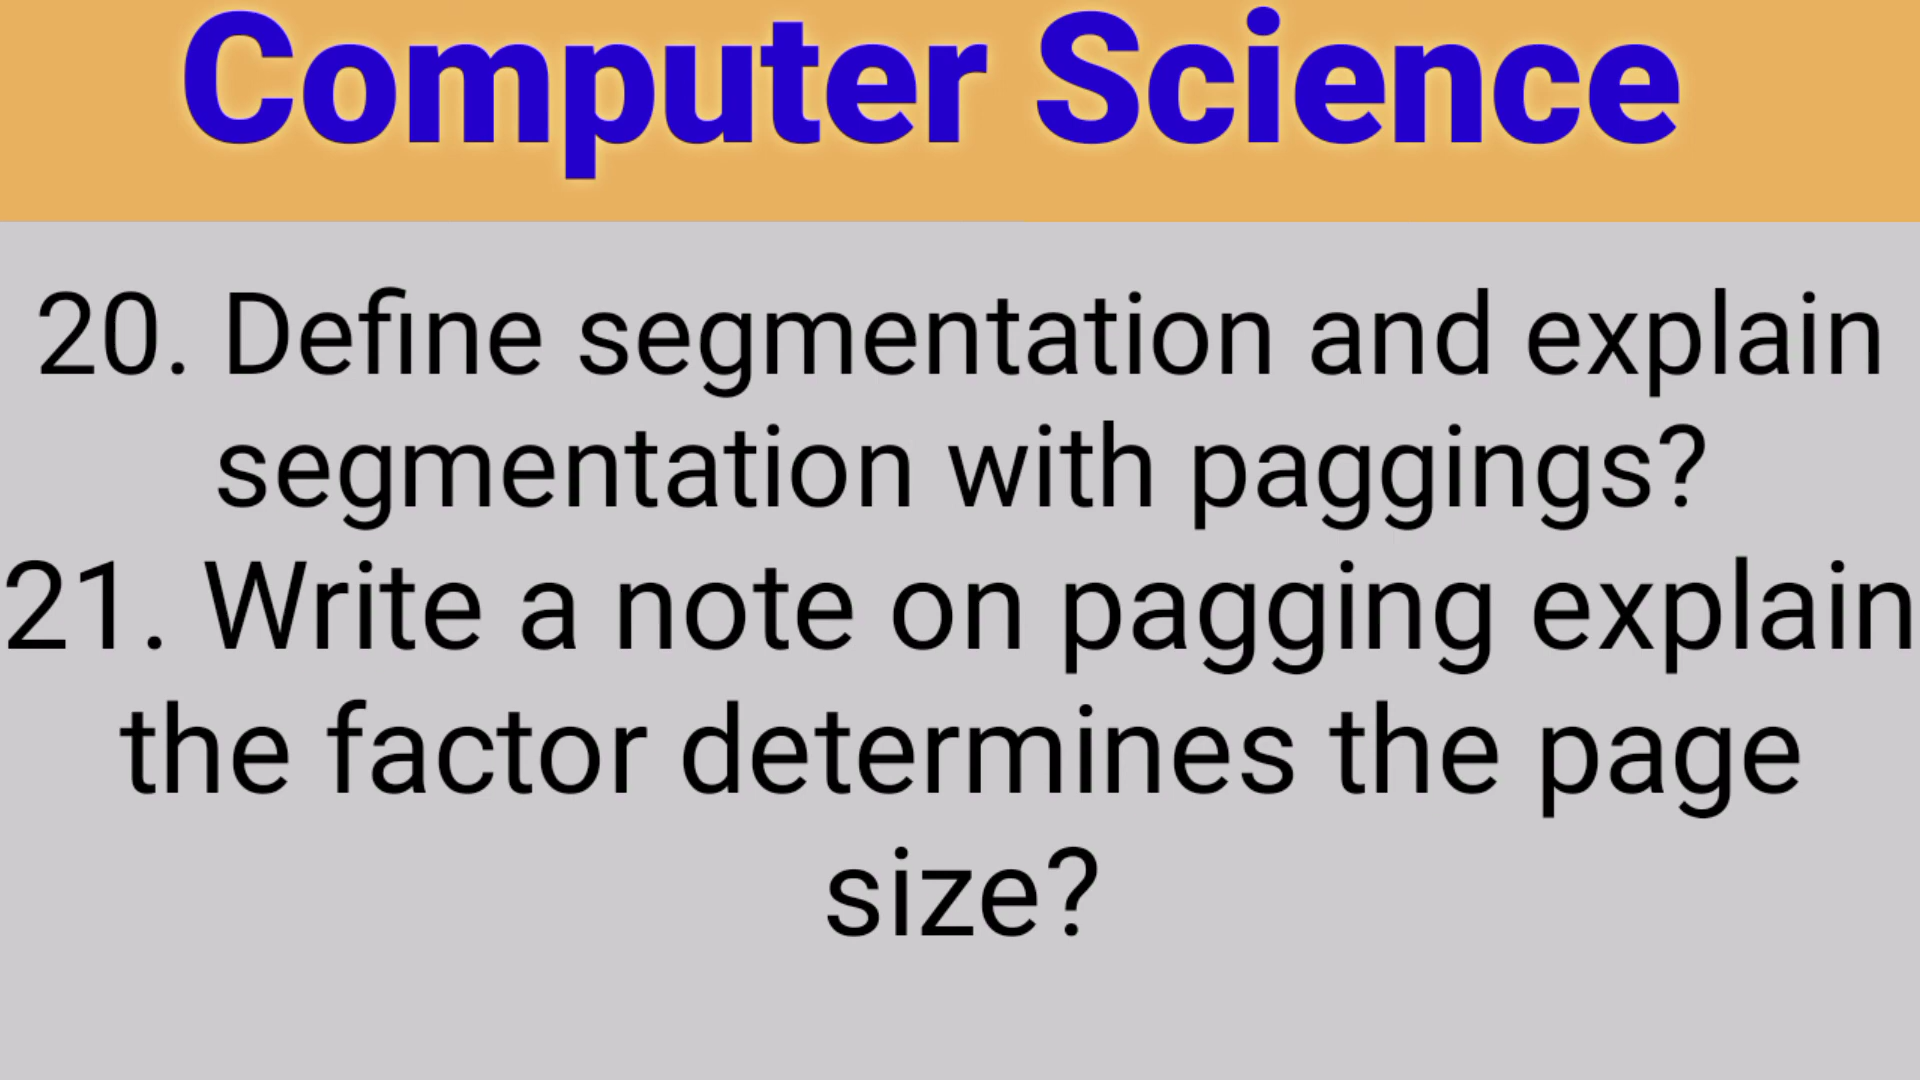 Computer Science
20. Define segmentation and explain
segmentation with paggings?
21. Write a note on pagging explain
the factor determines the page
size?